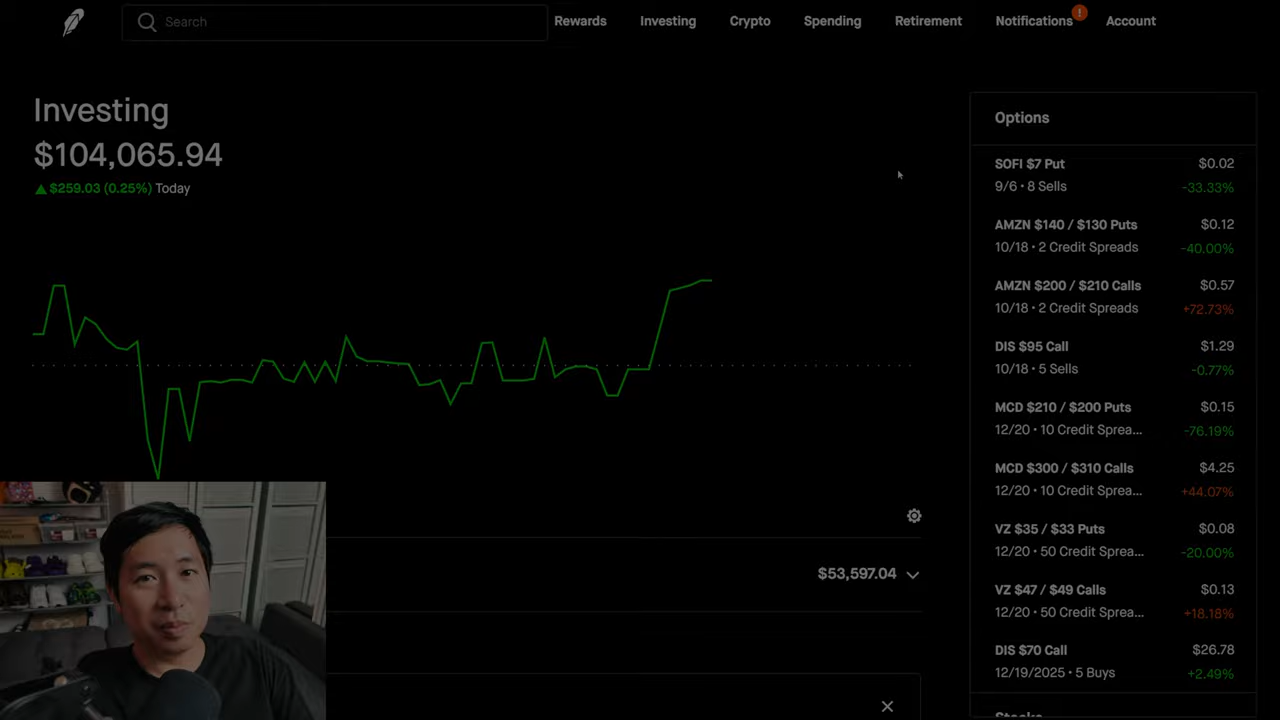 Search
Rewards
Investing
Crypto
Spending
Retirement
Notifications
!
Account
Investing
$104,065.94
▲ $259.03 (0.25%) Today
$53,597.04
Options
SOFI $7 Put $0.02
9/6 • 8 Sells -33.33%
AMZN $140 / $130 Puts $0.12
10/18 • 2 Credit Spreads -40.00%
AMZN $200 / $210 Calls $0.57
10/18 • 2 Credit Spreads +72.73%
DIS $95 Call $1.29
10/18 • 5 Sells -0.77%
MCD $210 / $200 Puts $0.15
12/20 • 10 Credit Sprea... -76.19%
MCD $300 / $310 Calls $4.25
12/20 • 10 Credit Sprea... +44.07%
VZ $35 / $33 Puts $0.08
12/20 • 50 Credit Sprea... -20.00%
VZ $47 / $49 Calls $0.13
12/20 • 50 Credit Sprea... +18.18%
DIS $70 Call $26.78
12/19/2025 • 5 Buys +2.49%
Stocks